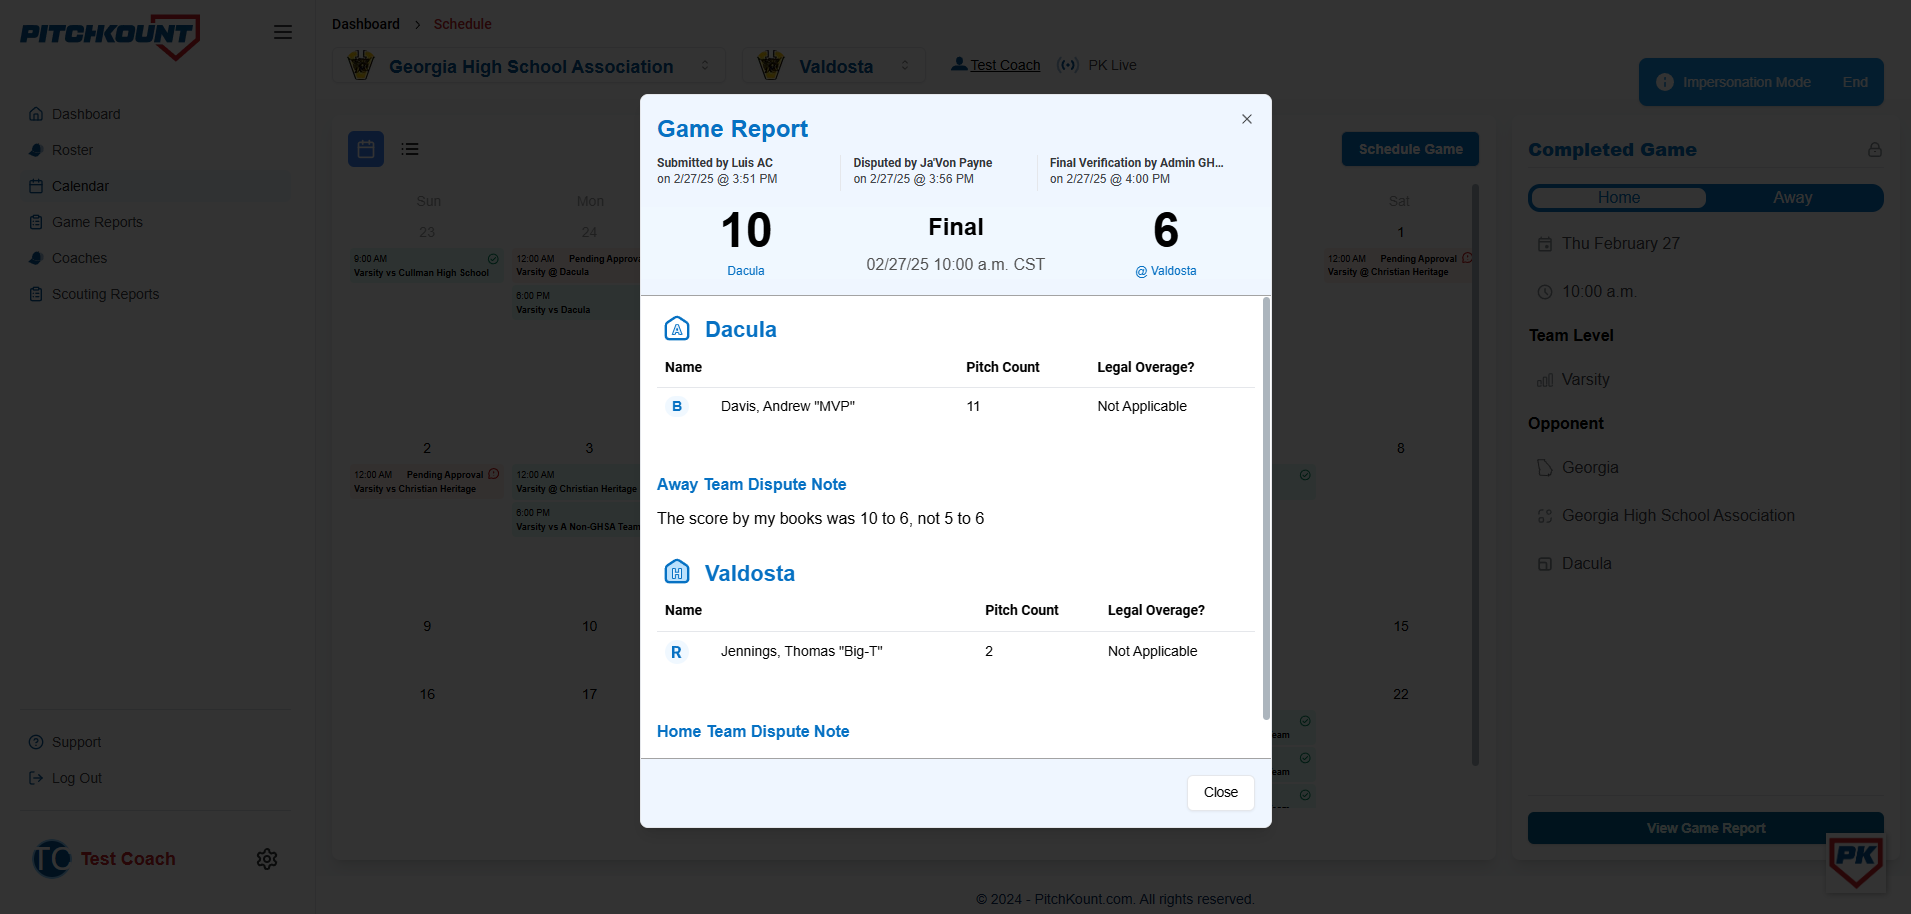 PITCHKOUNT
Dashboard > Schedule
Georgia High School Association
Valdosta
Test Coach
PK Live
Impersonation Mode
End
Dashboard
Roster
Calendar
Game Reports
Coaches
Scouting Reports
Support
Log Out
TC Test Coach
Schedule Game
Sun
Mon
Sat
23
24
1
9:00 AM
Varsity vs Cullman High School
12:00 AM Pending Approva
Varsity @ Dacula
6:00 PM
Varsity vs Dacula
12:00 AM Pending Approval
Varsity @ Christian Heritage
2
3
8
12:00 AM Pending Approval
Varsity vs Christian Heritage
12:00 AM
Varsity @ Christian Heritage
6:00 PM
Varsity vs A Non-GHSA Team
9
10
15
16
17
22
eam
eam
Game Report
Submitted by Luis AC
on 2/27/25 @ 3:51 PM
Disputed by Ja'Von Payne
on 2/27/25 @ 3:56 PM
Final Verification by Admin GH...
on 2/27/25 @ 4:00 PM
10
Final
6
Dacula
02/27/25 10:00 a.m. CST
@ Valdosta
A Dacula
Name Pitch Count Legal Overage?
B Davis, Andrew "MVP" 11 Not Applicable
Away Team Dispute Note
The score by my books was 10 to 6, not 5 to 6
H Valdosta
Name Pitch Count Legal Overage?
R Jennings, Thomas "Big-T" 2 Not Applicable
Home Team Dispute Note
Close
Completed Game
Home Away
Thu February 27
10:00 a.m.
Team Level
Varsity
Opponent
Georgia
Georgia High School Association
Dacula
View Game Report
PK
© 2024 - PitchKount.com. All rights reserved.